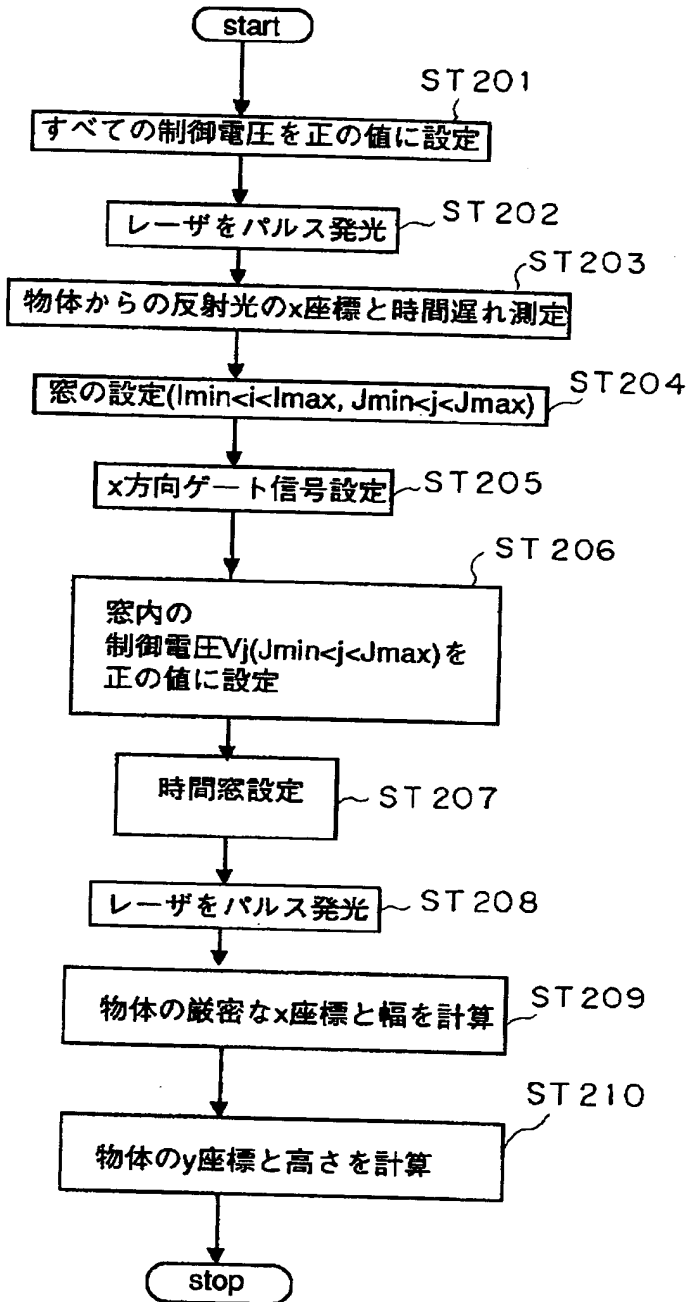 start
ST201
すべての制御電圧を正の値に設定
レーザをパルス発光
ST202
ST203
物体からの反射光のx座標と時間遅れ測定
窓の設定(Imin<i<Imax, Jmin<j<Jmax)
ST204
x方向ゲート信号設定
ST205
ST206
窓内の
制御電圧Vj(Jmin<j<Jmax)を
正の値に設定
時間窓設定
ST207
レーザをパルス発光
ST208
物体の厳密なx座標と幅を計算
ST209
ST210
物体のy座標と高さを計算
stop